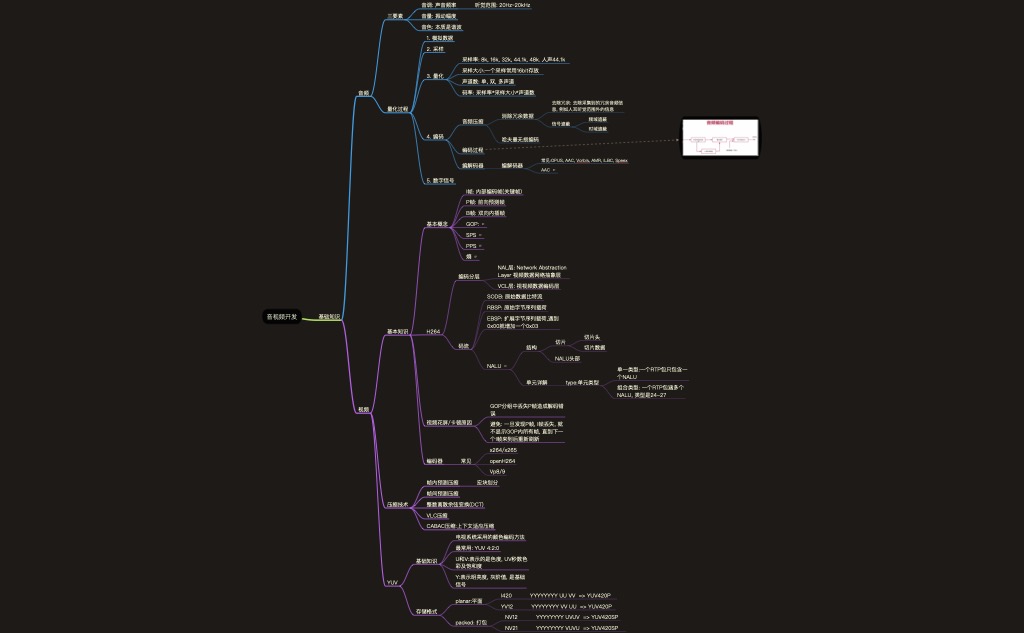 音视频开发
基础知识
音频
三要素
音调: 声音频率
听觉范围: 20Hz-20kHz
音量: 振动幅度
音色: 本质是谐波
量化过程
1. 模拟数据
2. 采样
3. 量化
采样率: 8k, 16k, 32k, 44.1k, 48k, 人声44.1k
采样大小:一个采样常用16bit存放
声道数: 单, 双, 多声道
码率: 采样率*采样大小*声道数
4. 编码
音频压缩
消除冗余数据
去除冗余: 去除采集到的冗余音频信
息, 例如人耳听觉范围外的信息
信号遮蔽
频域遮蔽
时域遮蔽
哈夫曼无损编码
编码过程
音频编码过程
编解码器
编解码器
常见:OPUS, AAC, Vorbis, AMR, iLBC, Speex
AAC
5. 数字信号
视频
基本知识
基本概念
I帧: 内部编码帧(关键帧)
P帧: 前向预测帧
B帧: 双向内插帧
GOP:
SPS
PPS
熵
H264
编码分层
NAL层: Network Abstraction
Layer 视频数据网络抽象层
VCL层: 视视频数据编码层
码流
SODB: 原始数据比特流
RBSP: 原始字节序列载荷
EBSP: 扩展字节序列载荷,遇到
0x00就增加一个0x03
NALU
结构
切片
切片头
切片数据
NALU头部
单元详解
type:单元类型
单一类型:一个RTP包只包含一
个NALU
组合类型: 一个RTP包涵多个
NALU, 类型是24-27
视频花屏/卡顿原因
GOP分组中丢失P帧造成解码错
误
避免: 一旦发现P帧, I帧丢失, 就
不显示GOP内所有帧, 直到下一
个I帧来到后重新刷新
编码器
常见
x264/x265
openH264
Vp8/9
压缩技术
帧内预测压缩
宏块划分
帧间预测压缩
整数离散余弦变换(DCT)
VLC压缩
CABAC压缩:上下文适应压缩
YUV
基础知识
电视系统采用的颜色编码方法
最常用: YUV 4:2:0
U和V:表示的是色度, UV秒数色
彩及饱和度
Y:表示明亮度, 灰阶值, 是基础
信号
存储格式
planar:平面
I420
YYYYYYYY UU VV => YUV420P
YV12
YYYYYYYY VV UU => YUV420P
packed: 打包
NV12
YYYYYYYY UVUV => YUV420SP
NV21
YYYYYYYY VUVU => YUV420SP